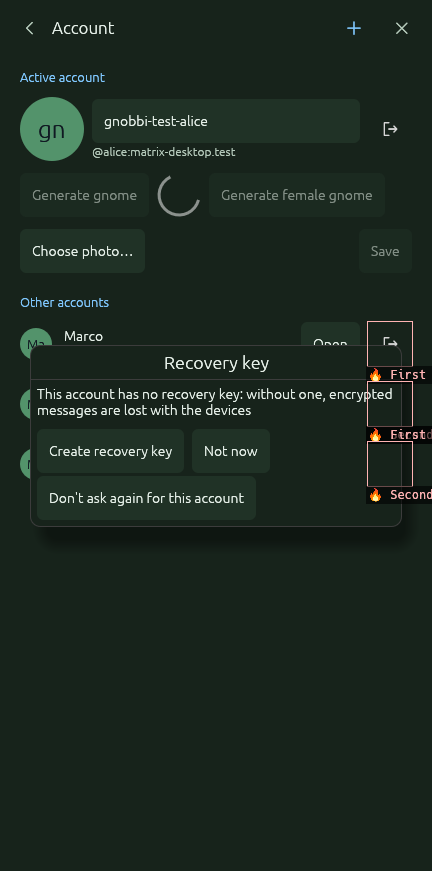 Account
Active account
gn
gnobbi-test-alice
@alice:matrix-desktop.test
Generate gnome
Generate female gnome
Choose photo…
Save
Other accounts
Marco
Open
🔥 First
Recovery key
This account has no recovery key: without one, encrypted
messages are lost with the devices
🔥 First
Create recovery key
Not now
🔥 Second
Don't ask again for this account